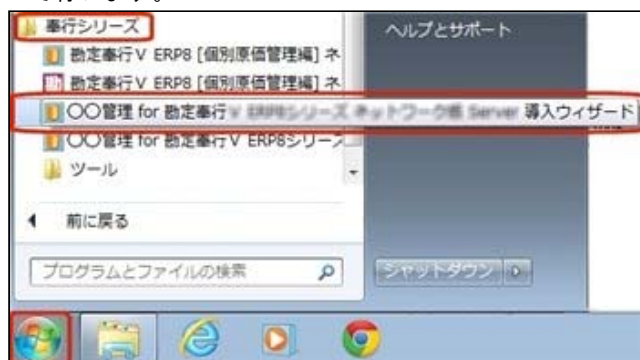 奉行シリーズ
ヘルプとサポート
勘定奉行V ERP8 [個別原価管理編] ネ
勘定奉行V ERP8 [個別原価管理編] ネ
〇〇管理 for 勘定奉行 導入ウィザード
〇〇管理 for 勘定奉行V ERP8シリーズ
ツール
前に戻る
プログラムとファイルの検索
シャットダウン